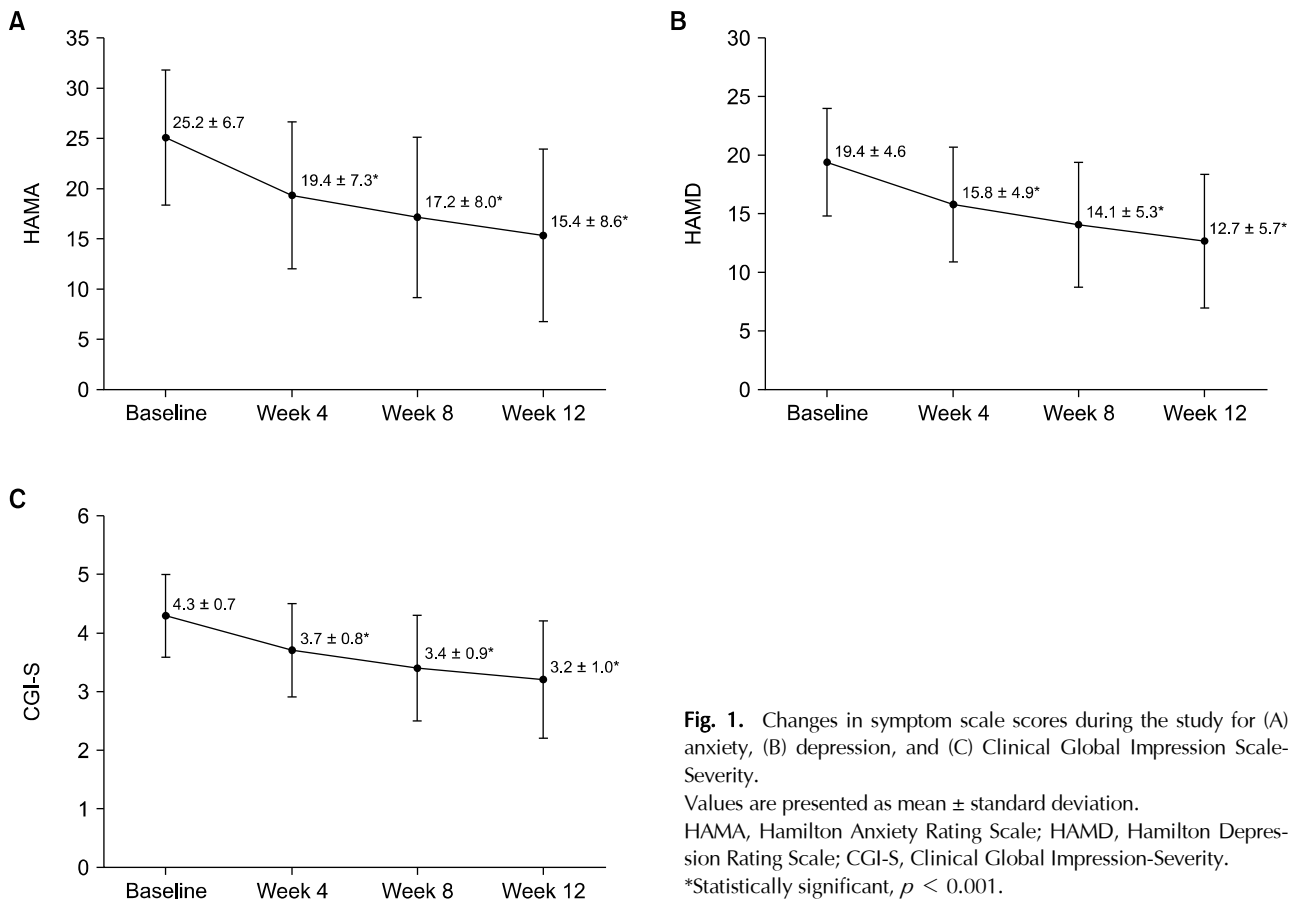 A
35
30
25
20
15
10
5
0
HAMA
25.2 ± 6.7
19.4 ± 7.3*
17.2 ± 8.0*
15.4 ± 8.6*
Baseline Week 4 Week 8 Week 12
B
30
25
20
15
10
5
0
HAMD
19.4 ± 4.6
15.8 ± 4.9*
14.1 ± 5.3*
12.7 ± 5.7*
Baseline Week 4 Week 8 Week 12
C
6
5
4
3
2
1
0
CGI-S
4.3 ± 0.7
3.7 ± 0.8*
3.4 ± 0.9*
3.2 ± 1.0*
Baseline Week 4 Week 8 Week 12
Fig. 1. Changes in symptom scale scores during the study for (A)
anxiety, (B) depression, and (C) Clinical Global Impression Scale-
Severity.
Values are presented as mean ± standard deviation.
HAMA, Hamilton Anxiety Rating Scale; HAMD, Hamilton Depres-
sion Rating Scale; CGI-S, Clinical Global Impression-Severity.
*Statistically significant, p < 0.001.